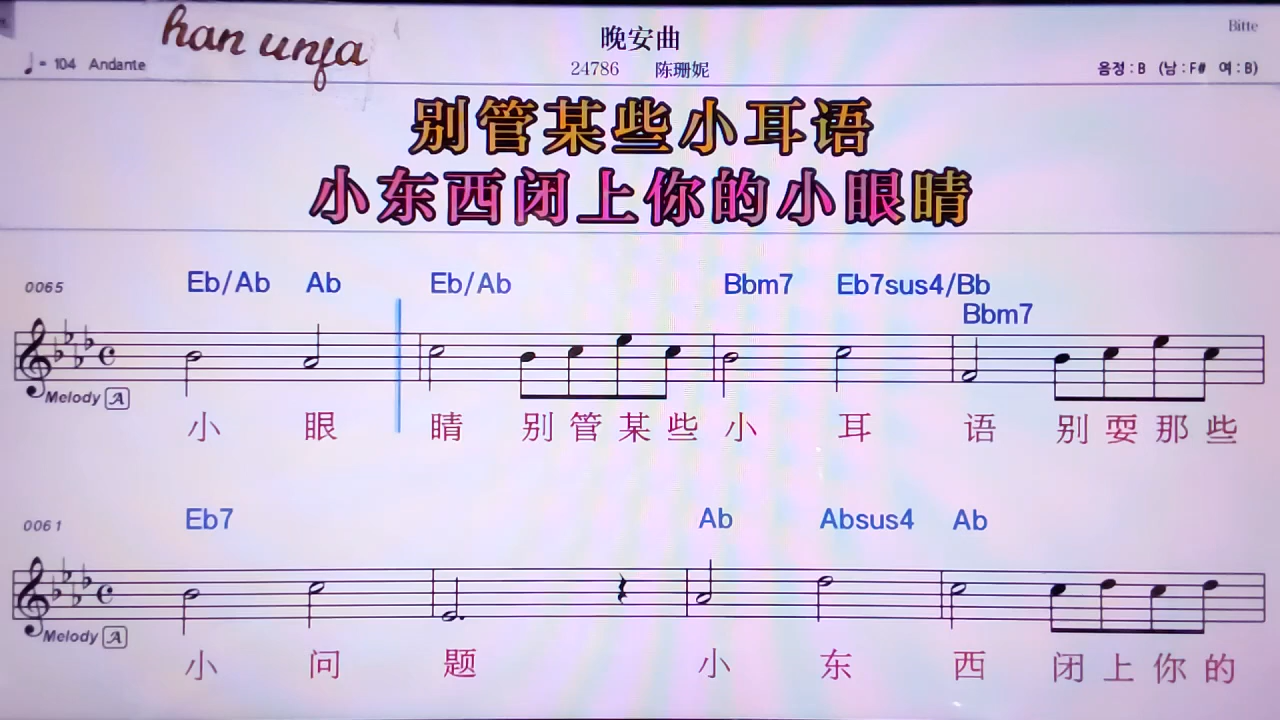 han unfa
晚安曲
Bitte
♩= 104 Andante
24786 陈珊妮
음정 : B (남 : F# 여 : B)
别管某些小耳语
小东西闭上你的小眼睛
0065 Eb/Ab Ab Eb/Ab Bbm7 Eb7sus4/Bb
Bbm7
Melody A
小 眼 睛 别 管 某 些 小 耳 语 别 耍 那 些
0061 Eb7 Ab Absus4 Ab
Melody A
小 问 题 小 东 西 闭 上 你 的